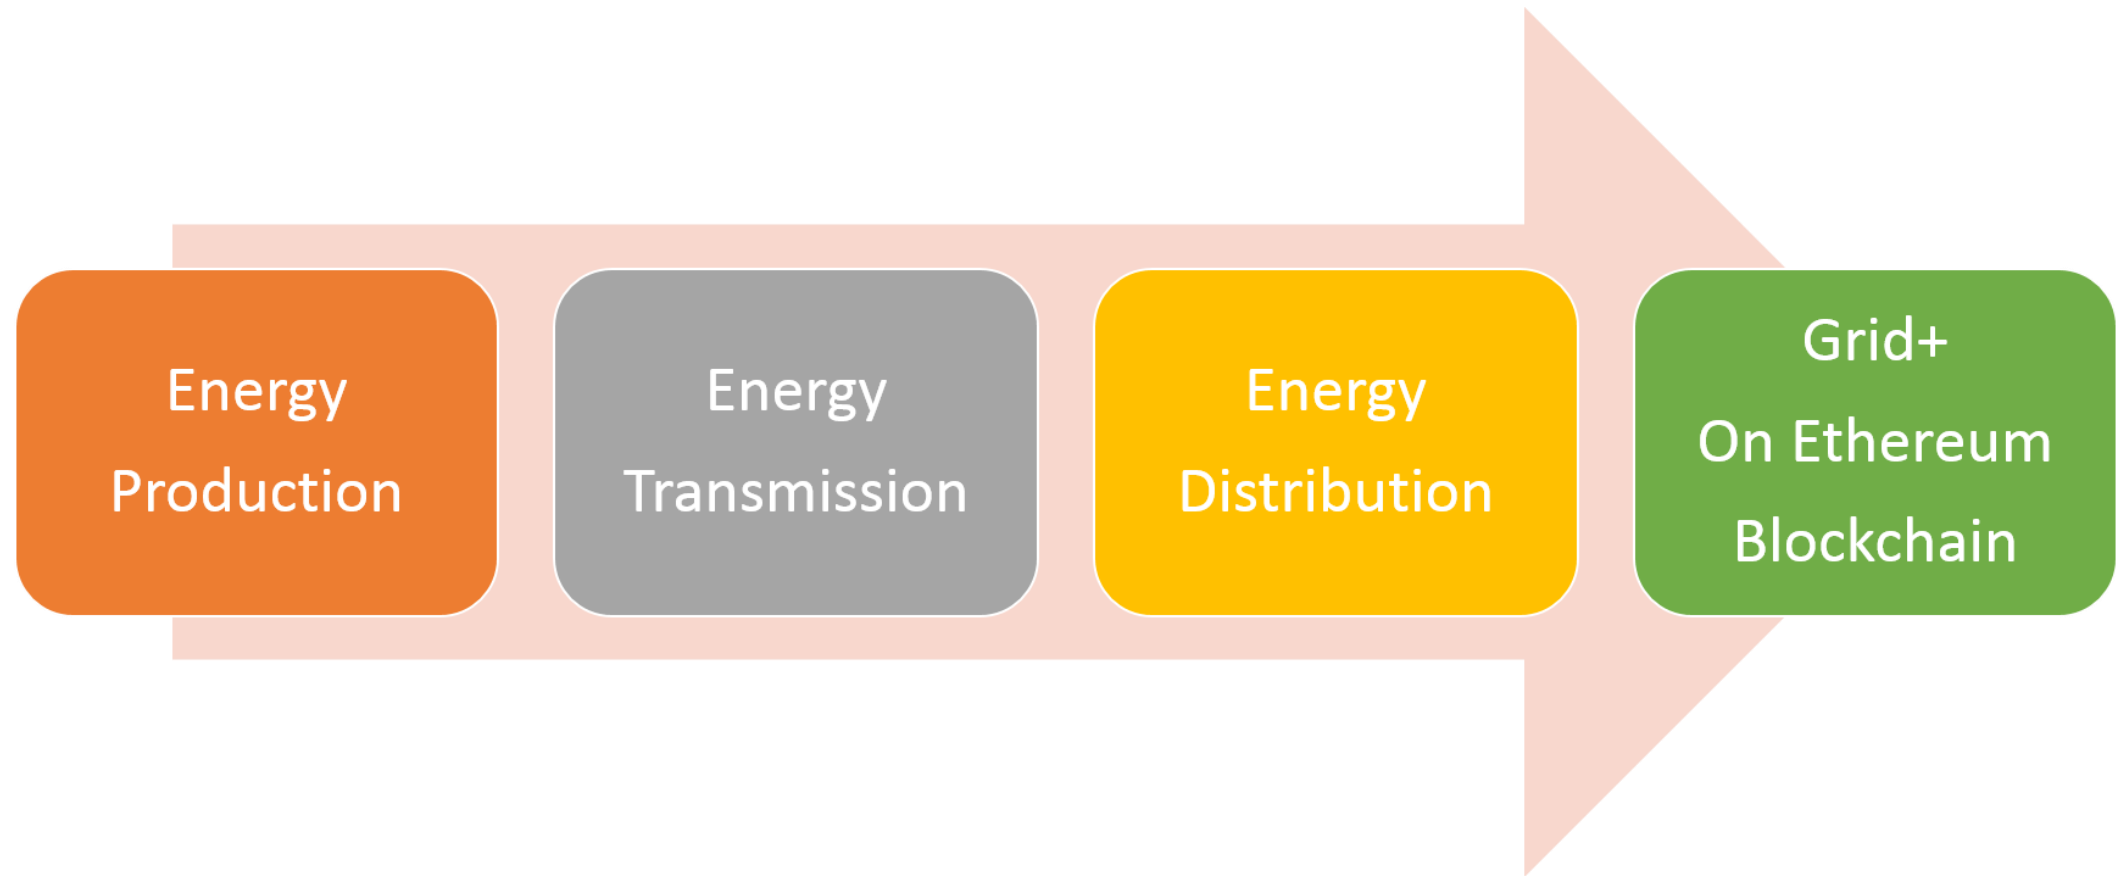 Energy
Production
Energy
Transmission
Energy
Distribution
Grid+
On Ethereum
Blockchain